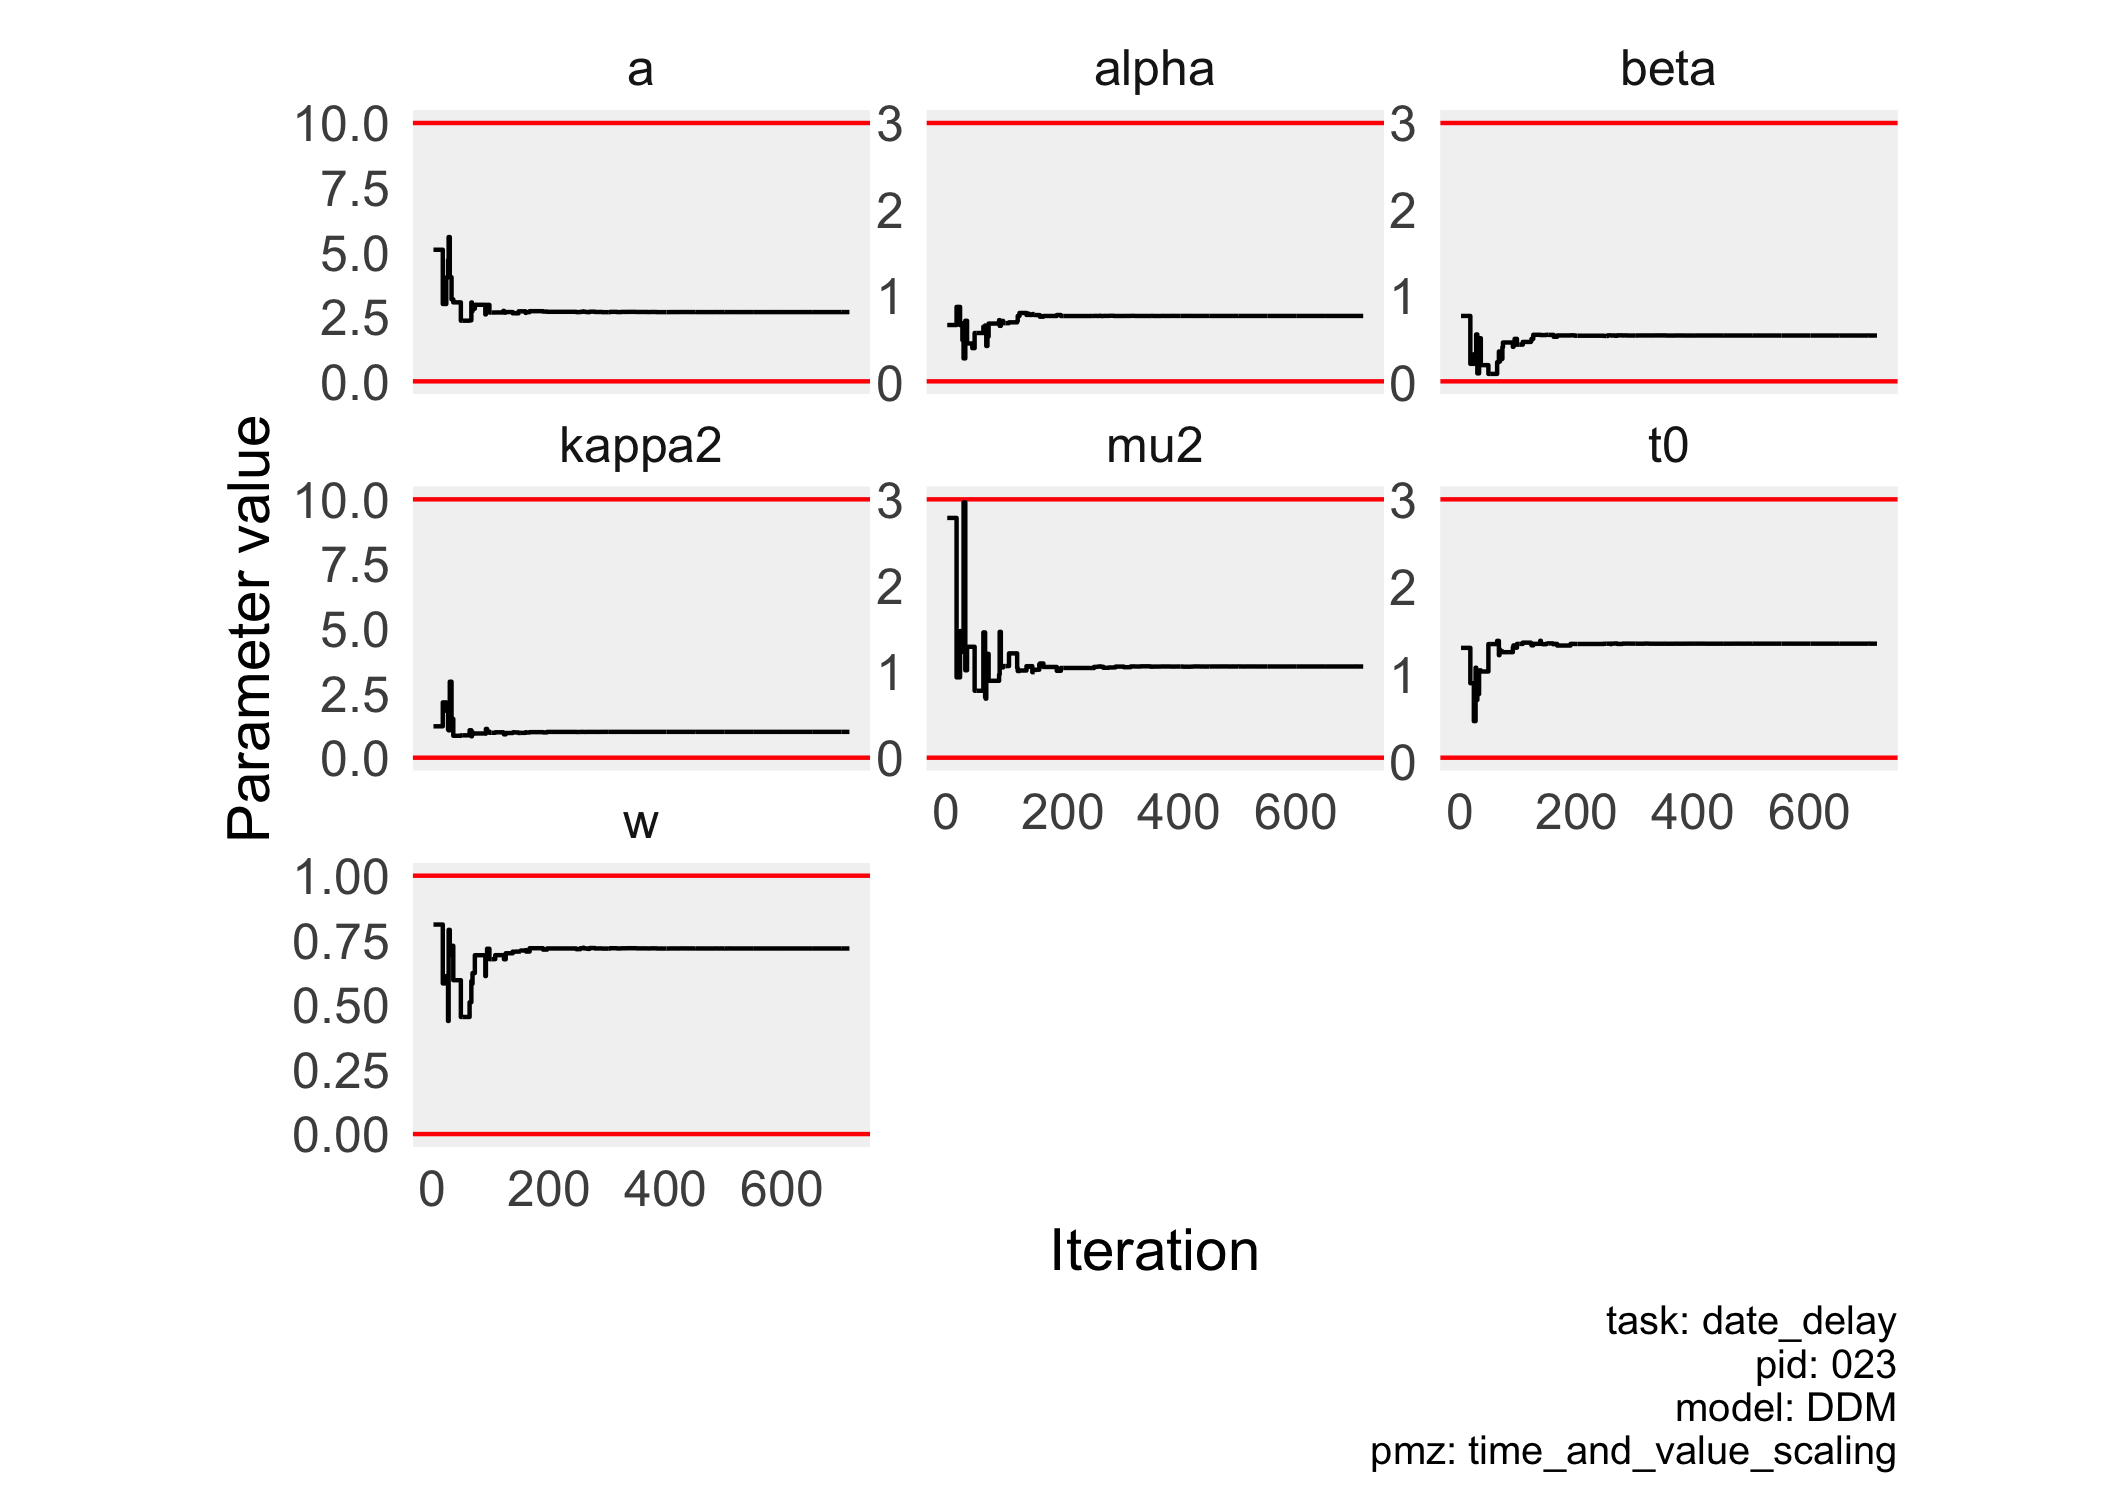 a
alpha
beta
10.0
7.5
5.0
2.5
0.0
3
2
1
0
3
2
1
0
kappa2
mu2
t0
10.0
7.5
5.0
2.5
0.0
3
2
1
0
3
2
1
0
0 200 400 600
0 200 400 600
w
1.00
0.75
0.50
0.25
0.00
0 200 400 600
Parameter value
Iteration
task: date_delay
pid: 023
model: DDM
pmz: time_and_value_scaling